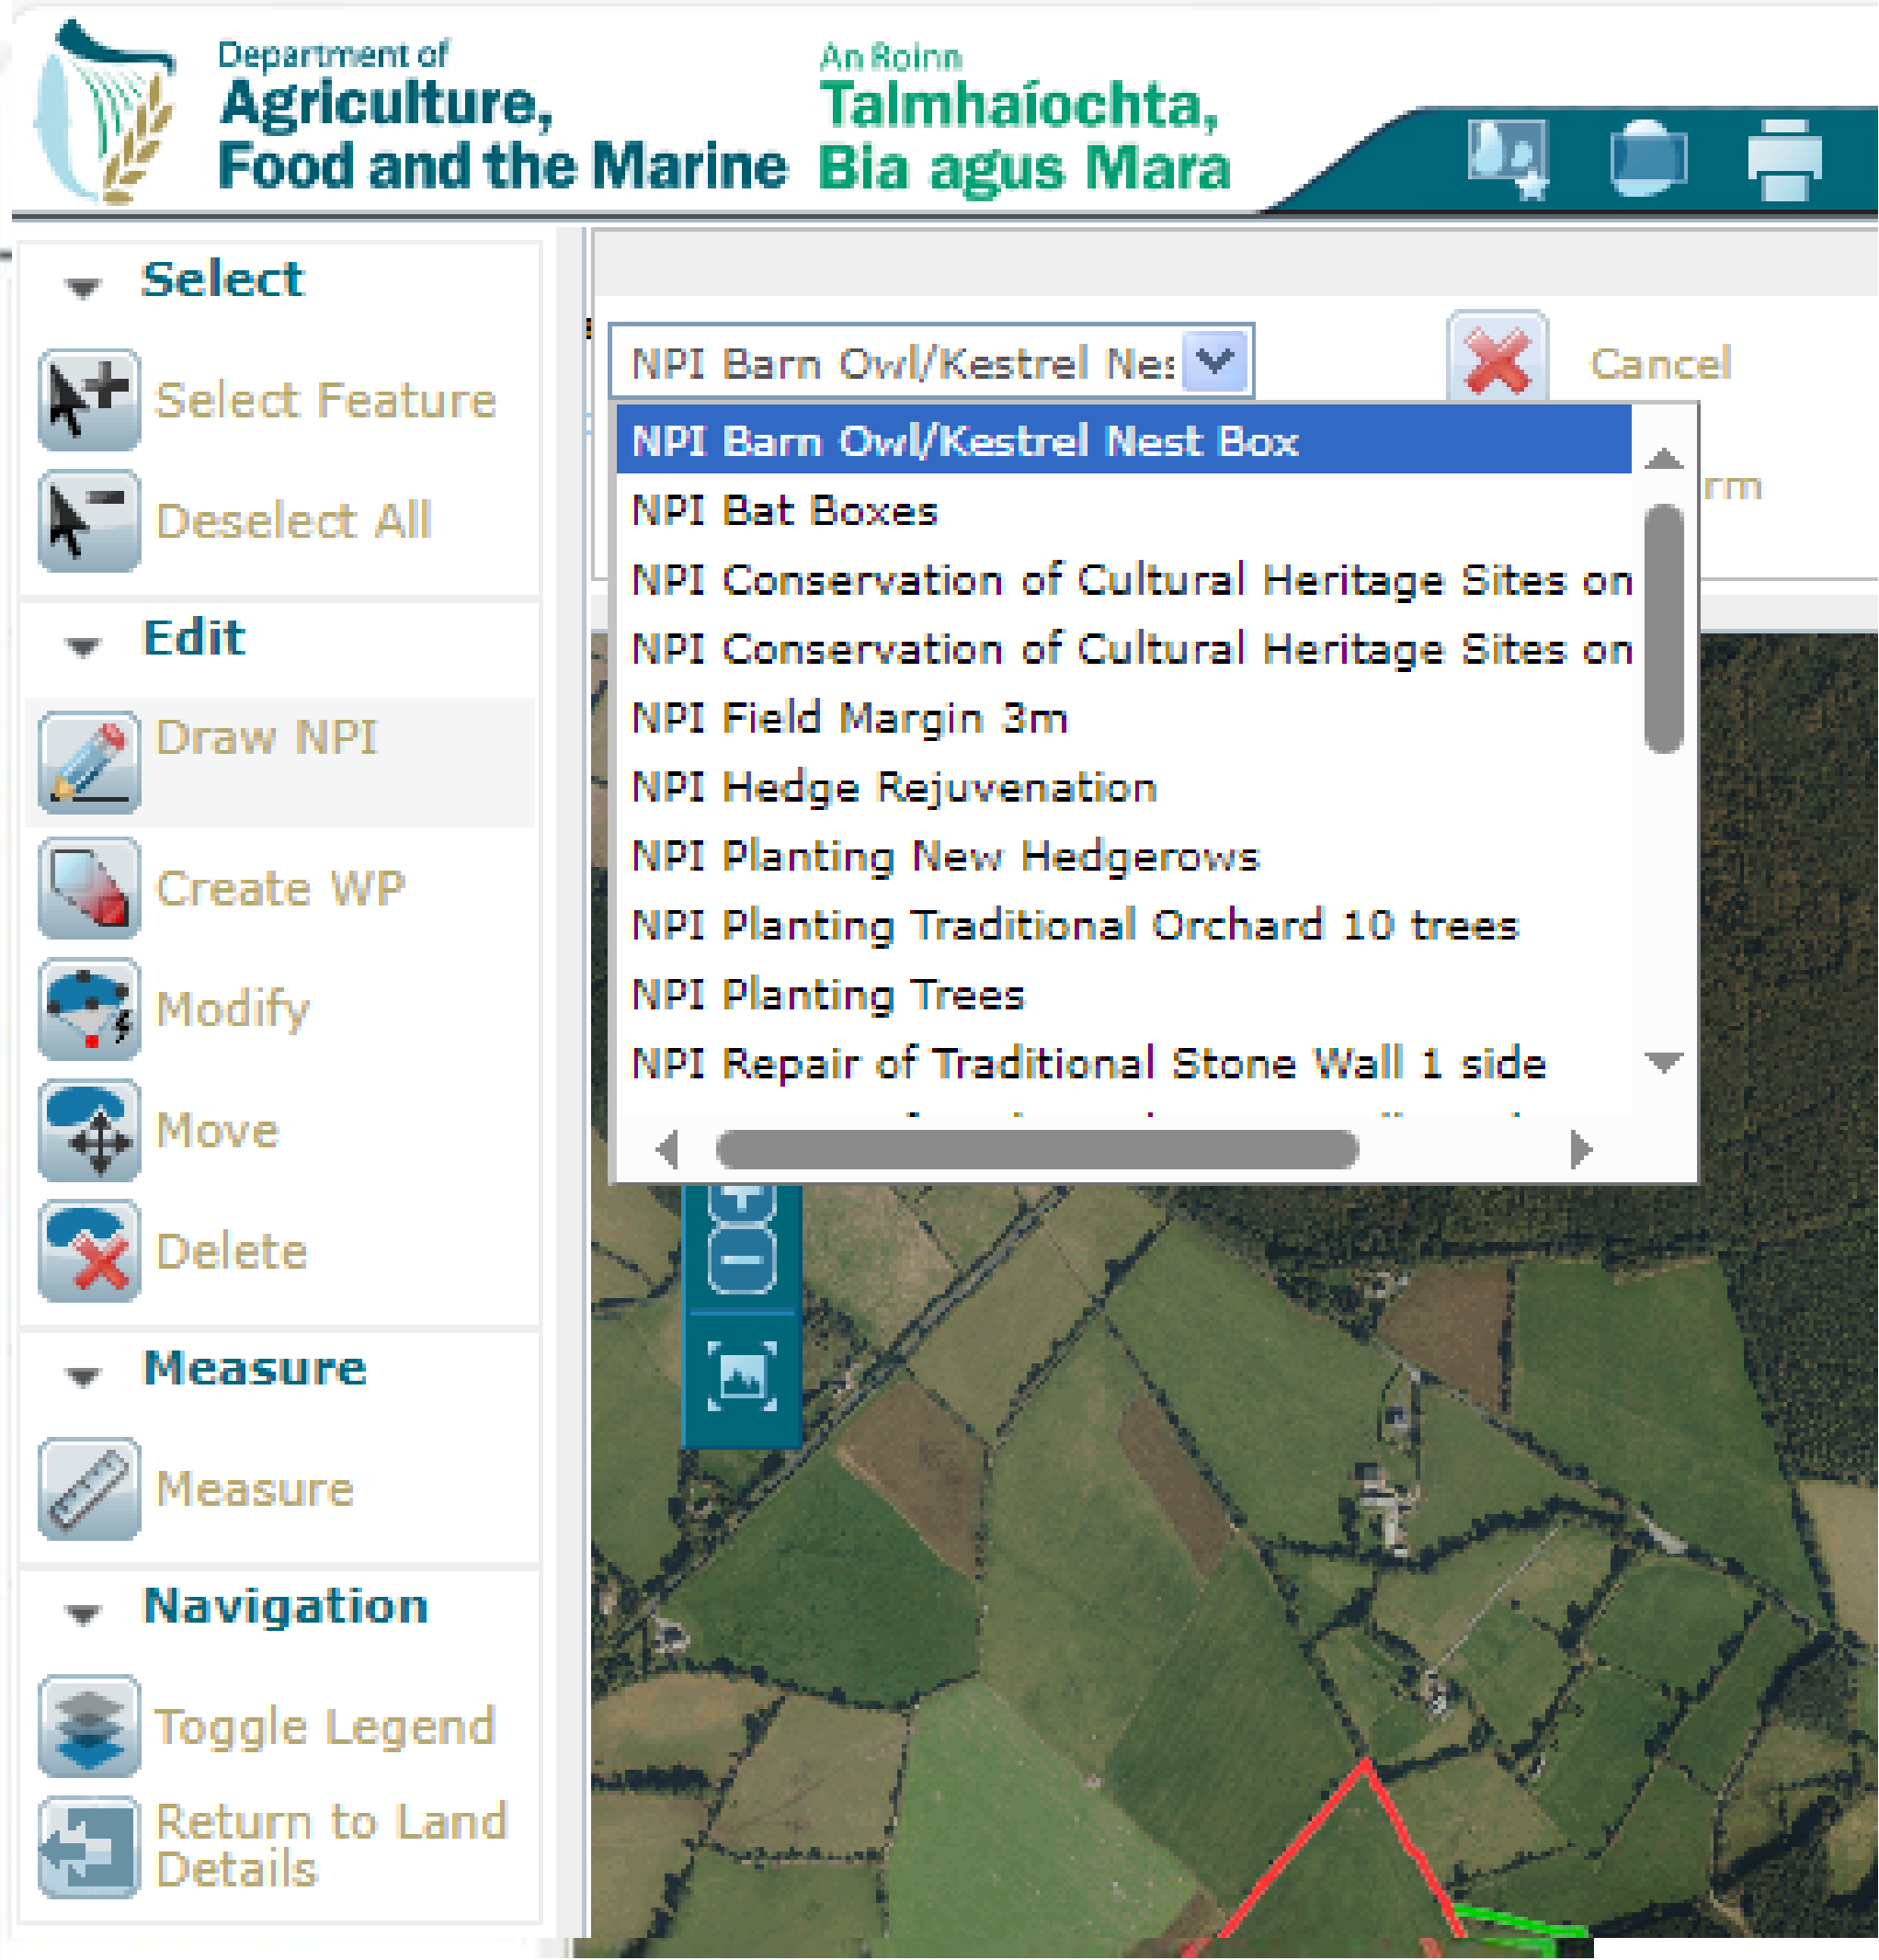 Department of
Agriculture,
Food and the Marine
An Roinn
Talmhaíochta,
Bia agus Mara
Select
Select Feature
Deselect All
Edit
Draw NPI
Create WP
Modify
Move
Delete
Measure
Measure
Navigation
Toggle Legend
Return to Land
Details
NPI Barn Owl/Kestrel Nes
Cancel
NPI Barn Owl/Kestrel Nest Box
NPI Bat Boxes
NPI Conservation of Cultural Heritage Sites on
NPI Conservation of Cultural Heritage Sites on
NPI Field Margin 3m
NPI Hedge Rejuvenation
NPI Planting New Hedgerows
NPI Planting Traditional Orchard 10 trees
NPI Planting Trees
NPI Repair of Traditional Stone Wall 1 side
rm